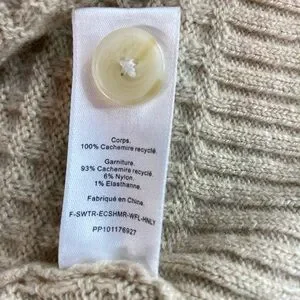 Corps.
100% Cachemire recyclé.
Garniture.
93% Cachemire recyclé.
6% Nylon.
1% Elasthanne.
Fabriqué en Chine.
F-SWTR-ECSHMR-WFL-HNLY
PP101176927